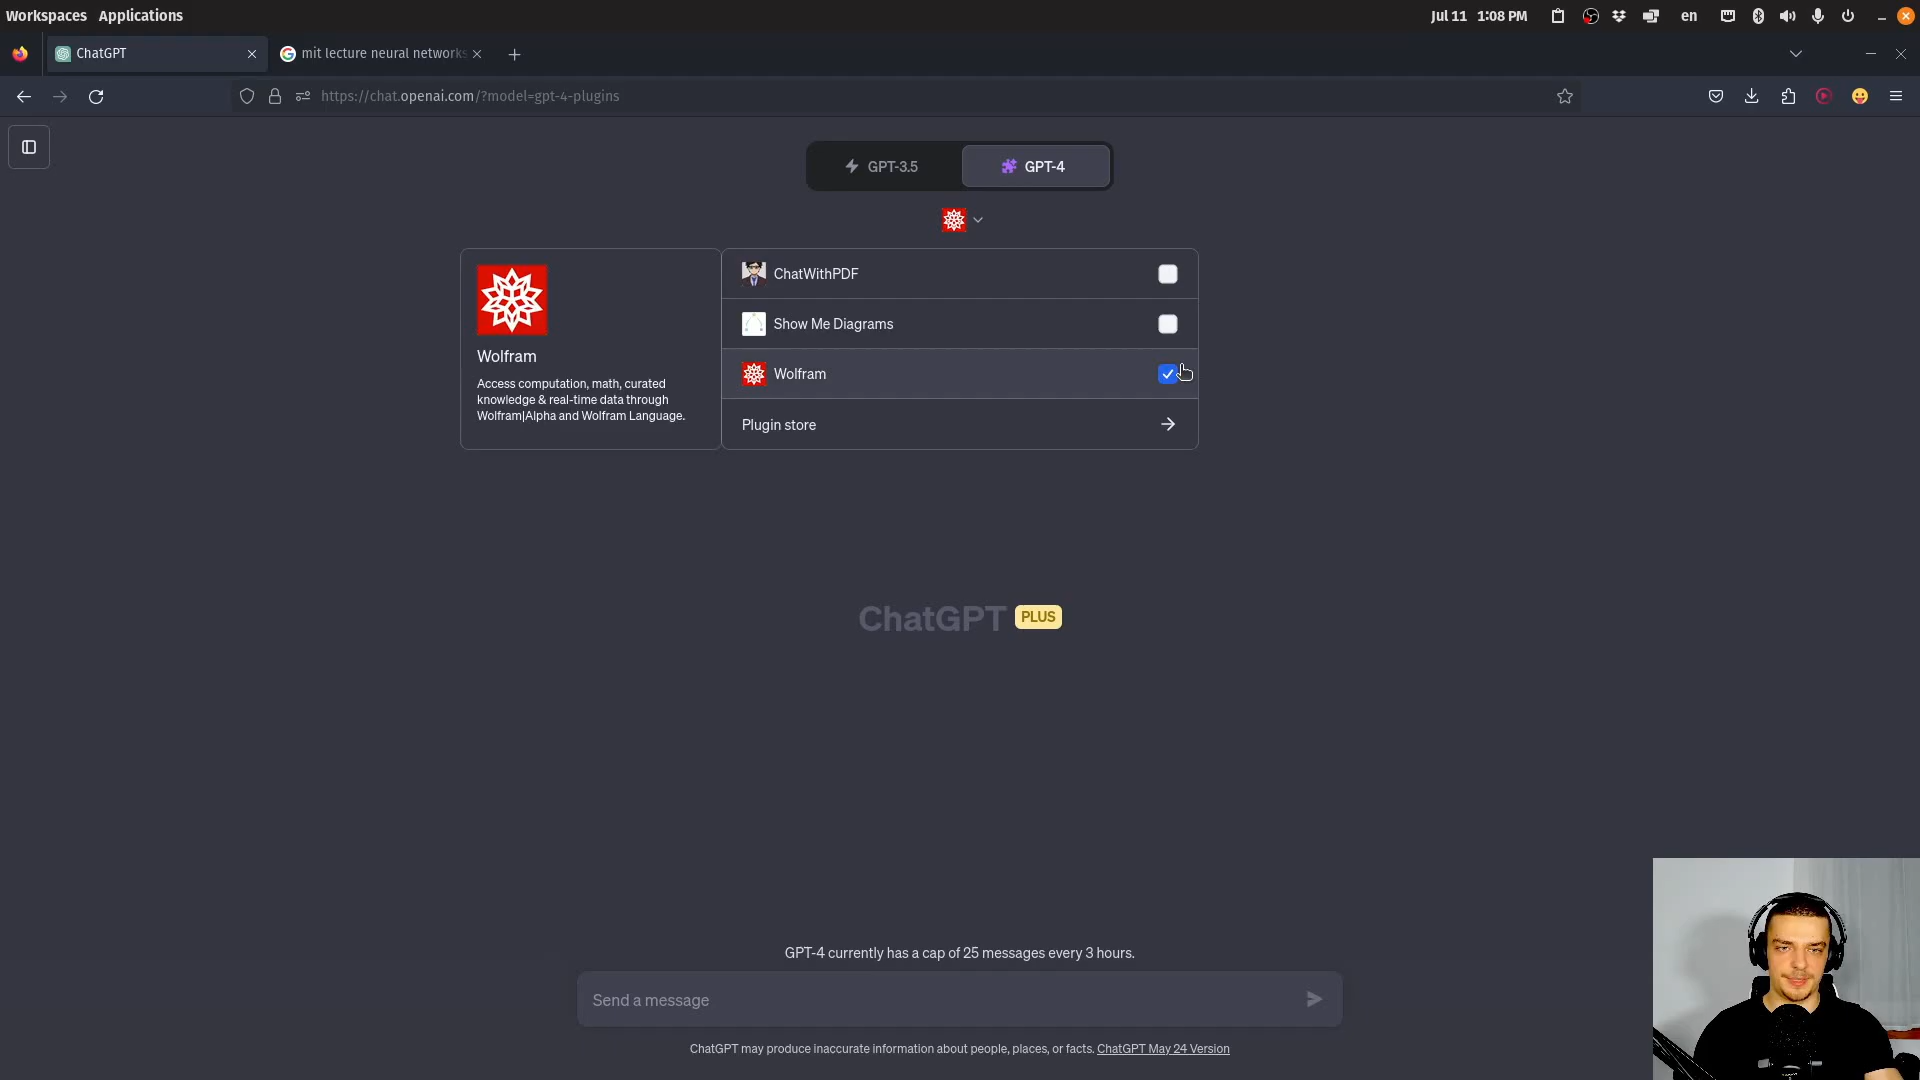 Workspaces Applications
Jul 11 1:08 PM en
ChatGPT
mit lecture neural networks
https://chat.openai.com/?model=gpt-4-plugins
GPT-3.5
GPT-4
ChatWithPDF
Show Me Diagrams
Wolfram
Plugin store
Wolfram
Access computation, math, curated
knowledge & real-time data through
Wolfram|Alpha and Wolfram Language.
ChatGPT PLUS
GPT-4 currently has a cap of 25 messages every 3 hours.
Send a message
ChatGPT may produce inaccurate information about people, places, or facts. ChatGPT May 24 Version